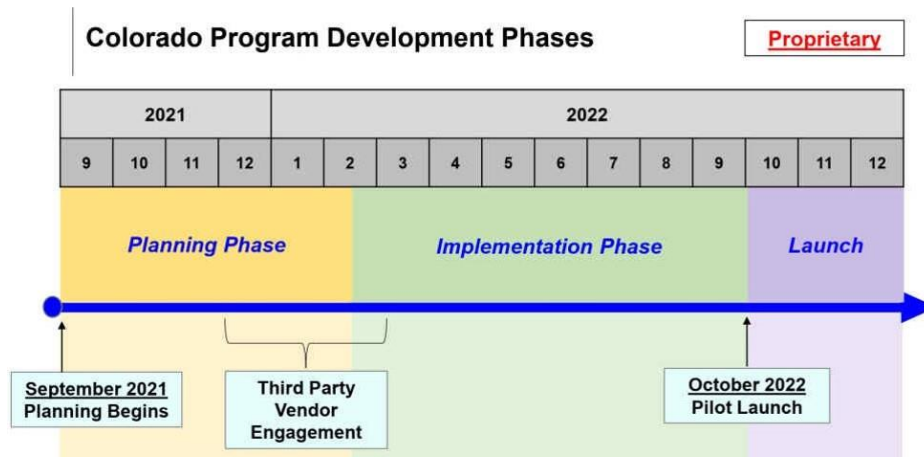 Colorado Program Development Phases
Proprietary
2021 2022
9 10 11 12 1 2 3 4 5 6 7 8 9 10 11 12
Planning Phase Implementation Phase Launch
September 2021
Planning Begins
Third Party
Vendor
Engagement
October 2022
Pilot Launch